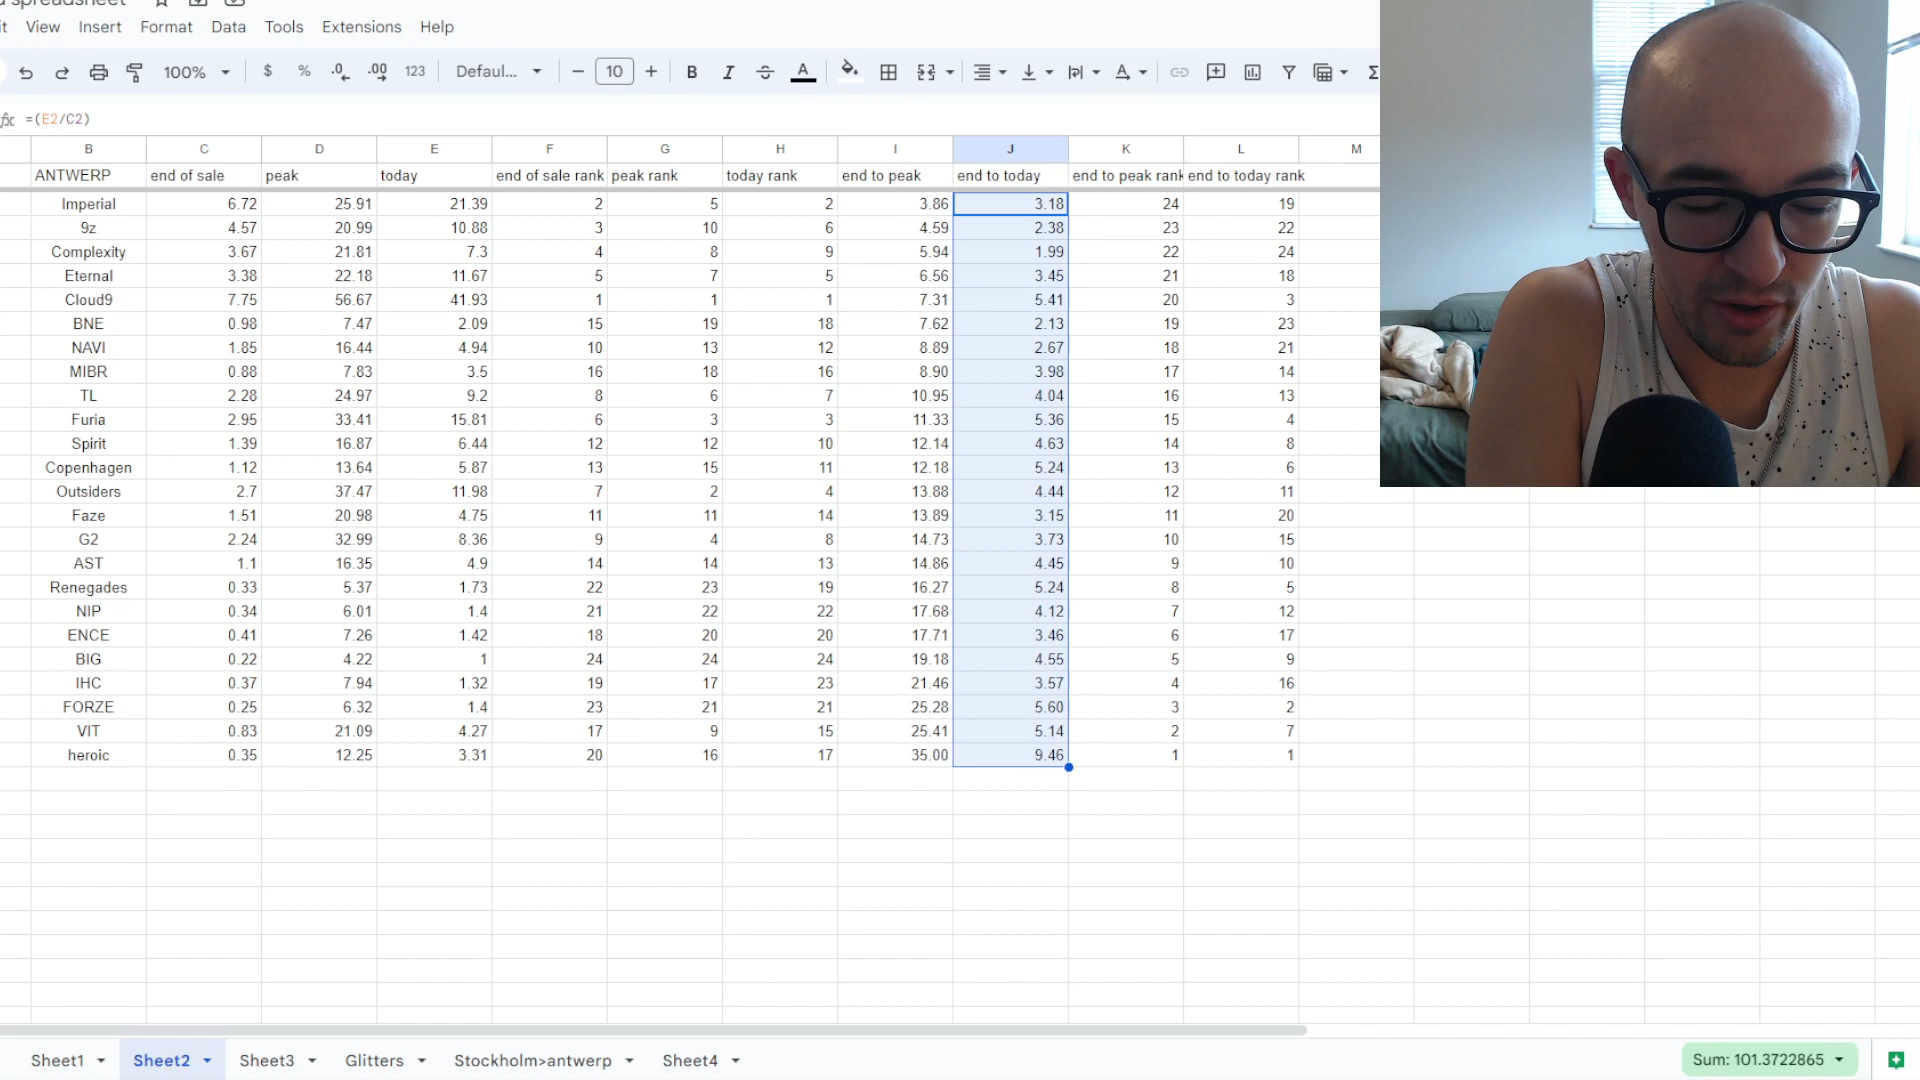 spreadsheet
View Insert Format Data Tools Extensions Help
100% $ % .0 .00 123 Defaul... − 10 + B I A Σ
fx =(E2/C2)
B C D E F G H I J K L M
ANTWERP end of sale peak today end of sale rank peak rank today rank end to peak end to today end to peak rank end to today rank
Imperial 6.72 25.91 21.39 2 5 2 3.86 3.18 24 19
9z 4.57 20.99 10.88 3 10 6 4.59 2.38 23 22
Complexity 3.67 21.81 7.3 4 8 9 5.94 1.99 22 24
Eternal 3.38 22.18 11.67 5 7 5 6.56 3.45 21 18
Cloud9 7.75 56.67 41.93 1 1 1 7.31 5.41 20 3
BNE 0.98 7.47 2.09 15 19 18 7.62 2.13 19 23
NAVI 1.85 16.44 4.94 10 13 12 8.89 2.67 18 21
MIBR 0.88 7.83 3.5 16 18 16 8.90 3.98 17 14
TL 2.28 24.97 9.2 8 6 7 10.95 4.04 16 13
Furia 2.95 33.41 15.81 6 3 3 11.33 5.36 15 4
Spirit 1.39 16.87 6.44 12 12 10 12.14 4.63 14 8
Copenhagen 1.12 13.64 5.87 13 15 11 12.18 5.24 13 6
Outsiders 2.7 37.47 11.98 7 2 4 13.88 4.44 12 11
Faze 1.51 20.98 4.75 11 11 14 13.89 3.15 11 20
G2 2.24 32.99 8.36 9 4 8 14.73 3.73 10 15
AST 1.1 16.35 4.9 14 14 13 14.86 4.45 9 10
Renegades 0.33 5.37 1.73 22 23 19 16.27 5.24 8 5
NIP 0.34 6.01 1.4 21 22 22 17.68 4.12 7 12
ENCE 0.41 7.26 1.42 18 20 20 17.71 3.46 6 17
BIG 0.22 4.22 1 24 24 24 19.18 4.55 5 9
IHC 0.37 7.94 1.32 19 17 23 21.46 3.57 4 16
FORZE 0.25 6.32 1.4 23 21 21 25.28 5.60 3 2
VIT 0.83 21.09 4.27 17 9 15 25.41 5.14 2 7
heroic 0.35 12.25 3.31 20 16 17 35.00 9.46 1 1
Sheet1 Sheet2 Sheet3 Glitters Stockholm>antwerp Sheet4 Sum: 101.3722865